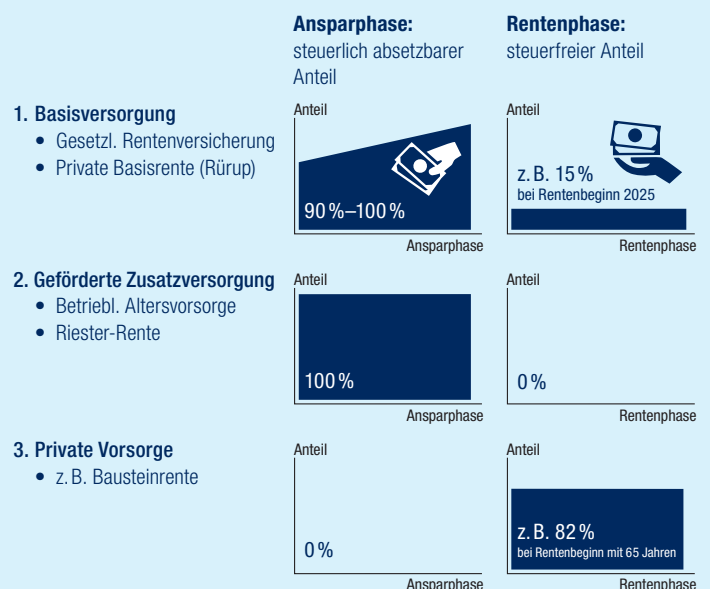 Ansparphase:
steuerlich absetzbarer
Anteil
Rentenphase:
steuerfreier Anteil
1. Basisversorgung
• Gesetzl. Rentenversicherung
• Private Basisrente (Rürup)
Anteil
90 %–100 %
Ansparphase
Anteil
z. B. 15 %
bei Rentenbeginn 2025
Rentenphase
2. Geförderte Zusatzversorgung
• Betriebl. Altersvorsorge
• Riester-Rente
Anteil
100 %
Ansparphase
Anteil
0 %
Rentenphase
3. Private Vorsorge
• z. B. Bausteinrente
Anteil
0 %
Ansparphase
Anteil
z. B. 82 %
bei Rentenbeginn mit 65 Jahren
Rentenphase